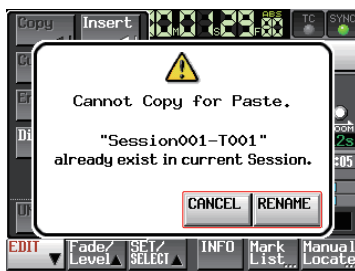 Copy Insert ABS TC SYNC
Cannot Copy for Paste.
"Session001-T001"
already exist in current Session.
CANCEL RENAME
EDIT Fade/ Level SET/ SELECT INFO Mark List... Manual Locate